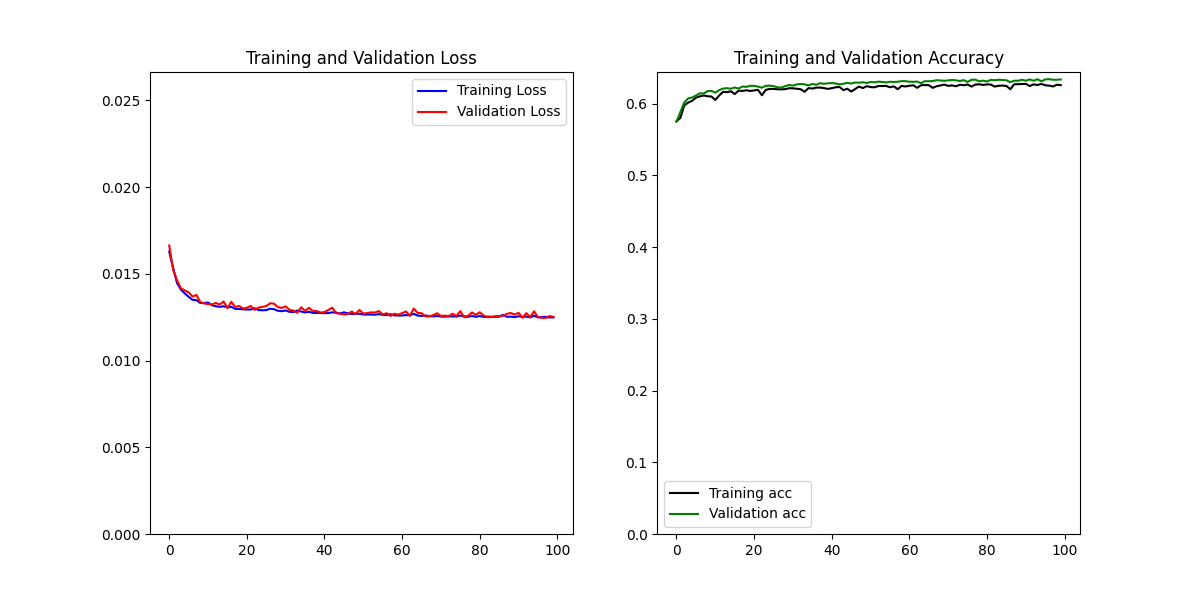 Training and Validation Loss
0.025
0.020
0.015
0.010
0.005
0.000
0 20 40 60 80 100
Training Loss
Validation Loss
Training and Validation Accuracy
0.6
0.5
0.4
0.3
0.2
0.1
0.0
0 20 40 60 80 100
Training acc
Validation acc